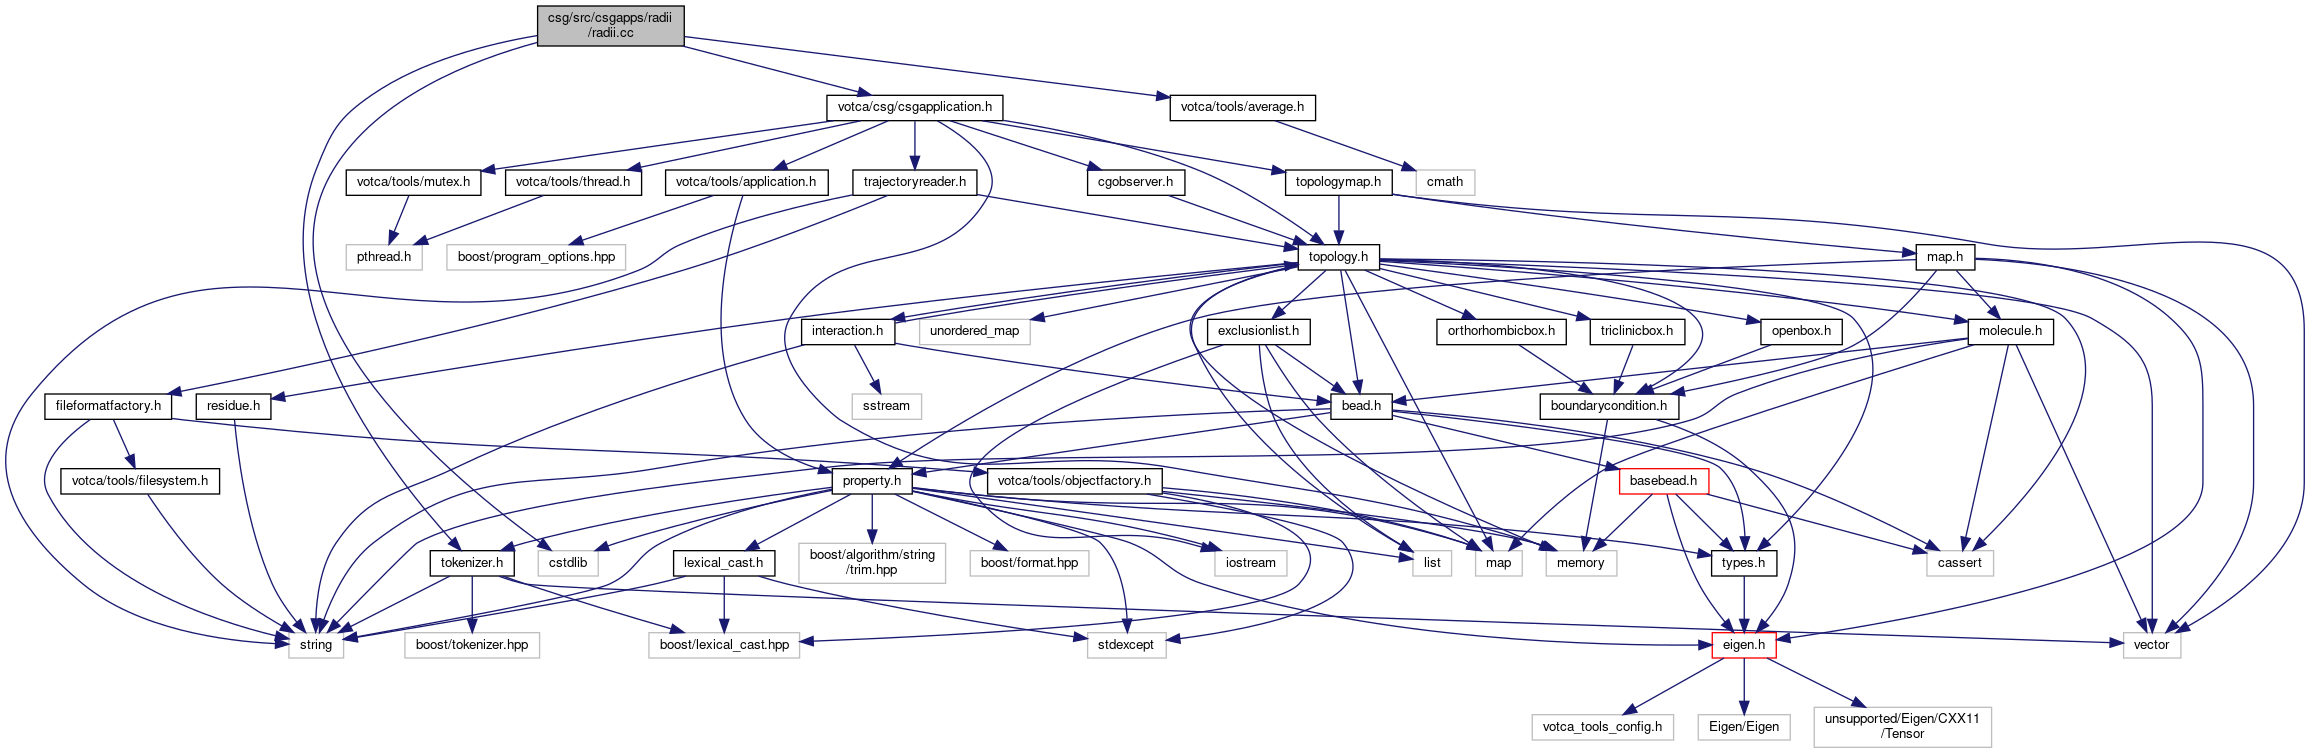 csg/src/csgapps/radii
/radii.cc
votca/csg/csgapplication.h
votca/tools/average.h
votca/tools/mutex.h
votca/tools/thread.h
votca/tools/application.h
trajectoryreader.h
cgobserver.h
topologymap.h
cmath
pthread.h
boost/program_options.hpp
topology.h
map.h
interaction.h
unordered_map
exclusionlist.h
orthorhombicbox.h
triclinicbox.h
openbox.h
molecule.h
fileformatfactory.h
residue.h
sstream
bead.h
boundarycondition.h
votca/tools/filesystem.h
property.h
votca/tools/objectfactory.h
basebead.h
tokenizer.h
cstdlib
lexical_cast.h
boost/algorithm/string
/trim.hpp
boost/format.hpp
iostream
list
map
memory
types.h
cassert
string
boost/tokenizer.hpp
boost/lexical_cast.hpp
stdexcept
eigen.h
vector
votca_tools_config.h
Eigen/Eigen
unsupported/Eigen/CXX11
/Tensor